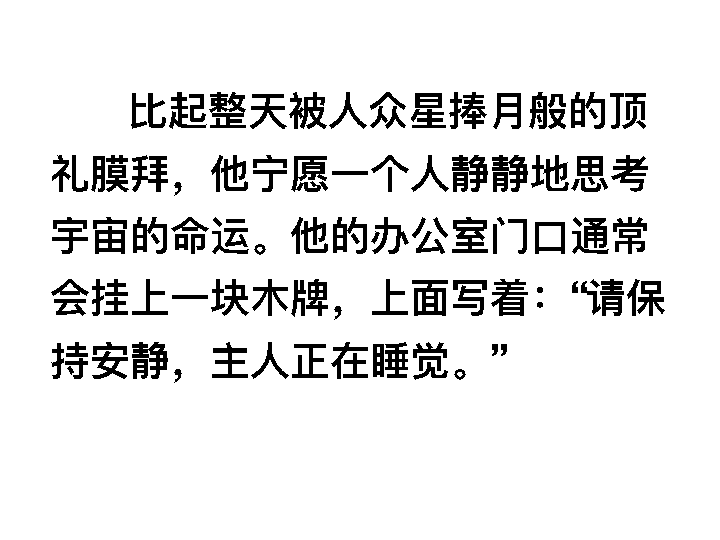 比起整天被人众星捧月般的顶
礼膜拜，他宁愿一个人静静地思考
宇宙的命运。他的办公室门口通常
会挂上一块木牌，上面写着：“请保
持安静，主人正在睡觉。”